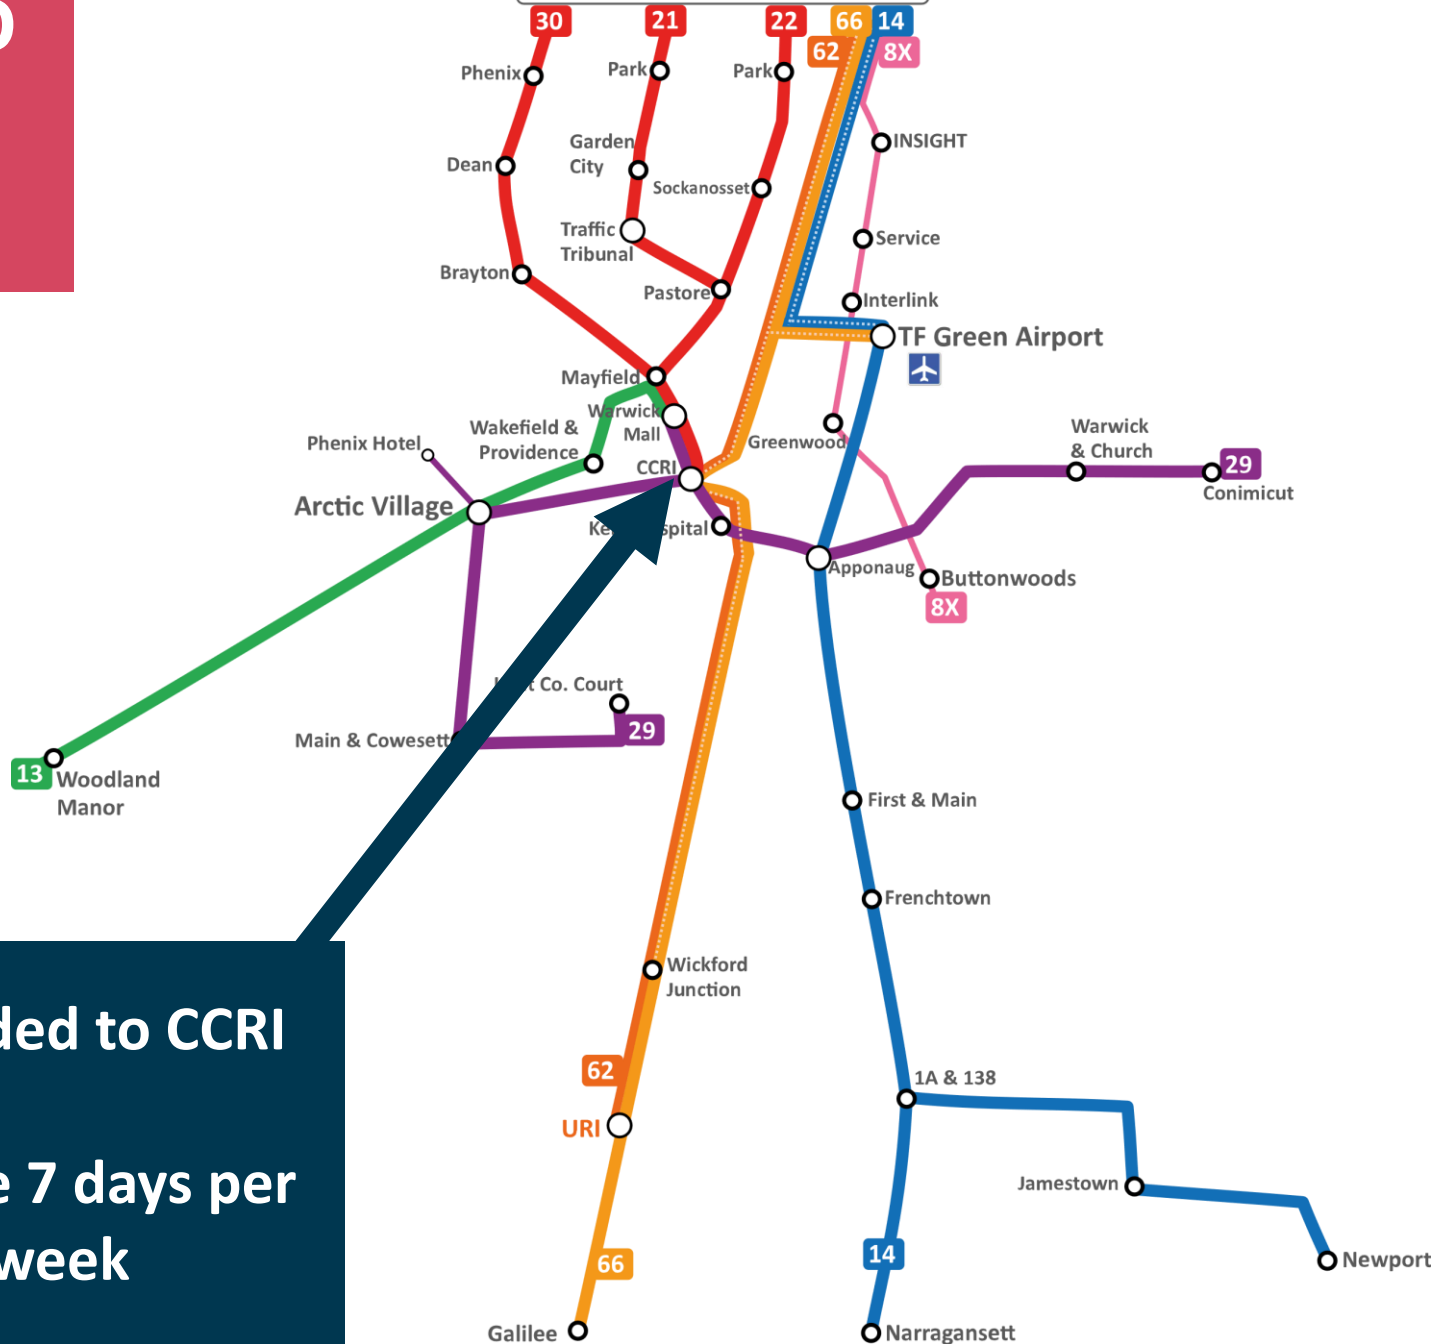 30
21
22
66
14
62
8X
Phenix
Park
Park
Garden
City
INSIGHT
Dean
Sockanosset
Traffic
Tribunal
Service
Brayton
Pastore
Interlink
TF Green Airport
Mayfield
Warwick
Mall
Wakefield &
Providence
Phenix Hotel
Greenwood
Warwick
& Church
CCRI
29
Conimicut
Arctic Village
Apponaug
Buttonwoods
8X
Co. Court
29
Main & Cowesett
13
Woodland
Manor
First & Main
Frenchtown
Wickford
Junction
to CCRI
62
1A & 138
URI
7 days per
week
Jamestown
14
66
Newport
Galilee
Narragansett